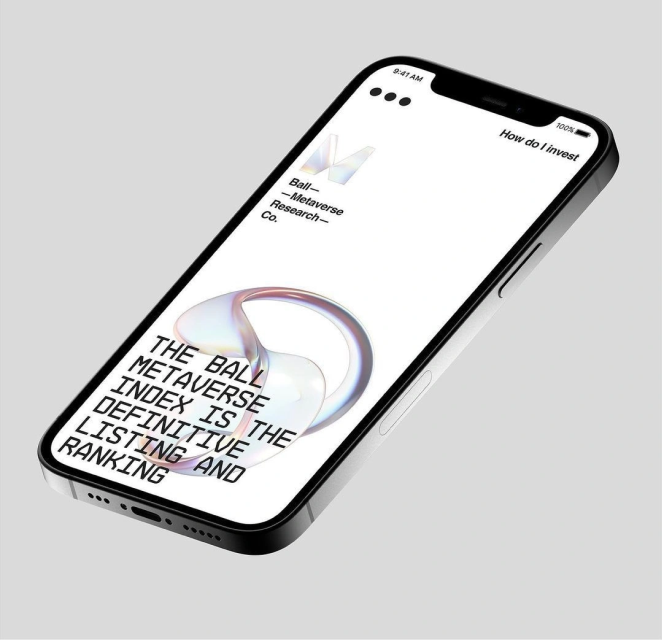 9:41 AM
100%
How do I invest
Ball—
—Metaverse
Research—
Co.
THE BALL
METAVERSE
INDEX IS THE
DEFINITIVE
LISTING AND
RANKING